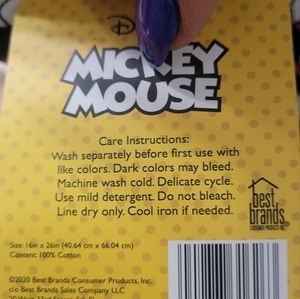 D
MICKEY
MOUSE
Care Instructions:
Wash separately before first use with
like colors. Dark colors may bleed.
Machine wash cold. Delicate cycle.
Use mild detergent. Do not bleach.
Line dry only. Cool iron if needed.
best
brands
CONSUMER PRODUCTS INC.
Size: 16in x 26in (40.64 cm x 66.04 cm)
Content: 100% Cotton
©2020 Best Brands Consumer Products, Inc.
c/o Best Brands Sales Company LLC